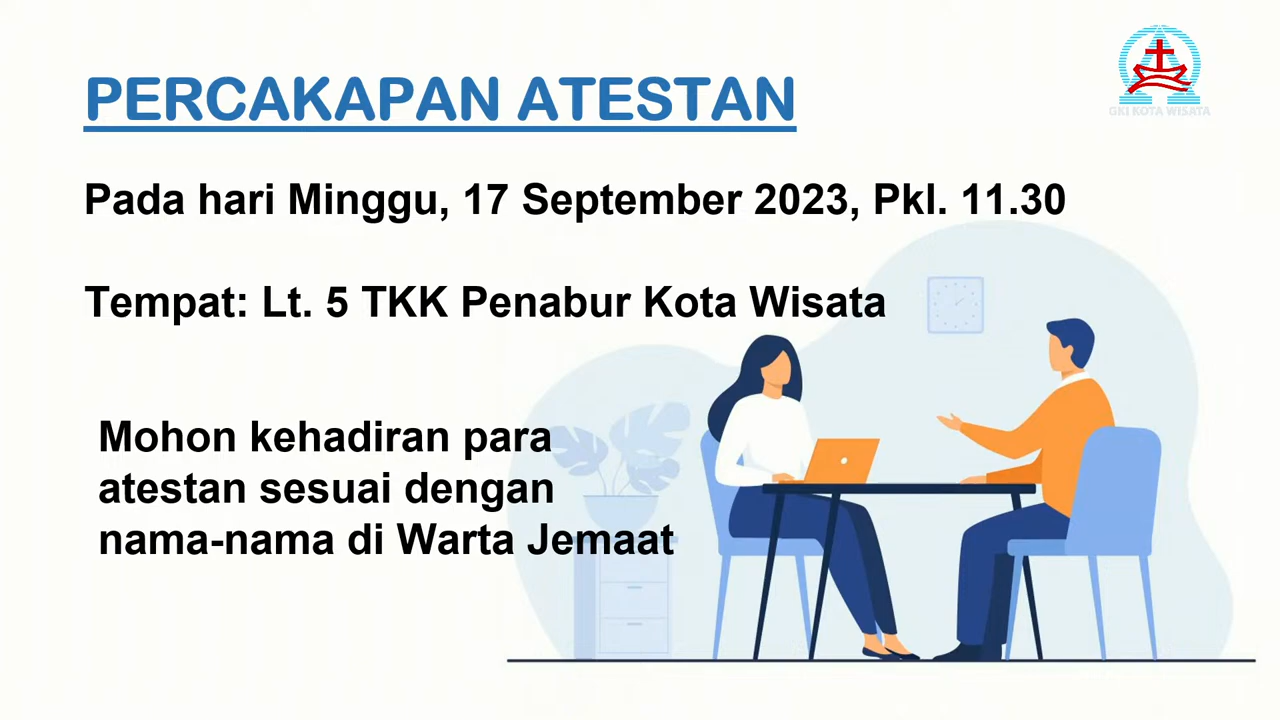 GKI KOTA WISATA
PERCAKAPAN ATESTAN
Pada hari Minggu, 17 September 2023, Pkl. 11.30
Tempat: Lt. 5 TKK Penabur Kota Wisata
Mohon kehadiran para
atestan sesuai dengan
nama-nama di Warta Jemaat